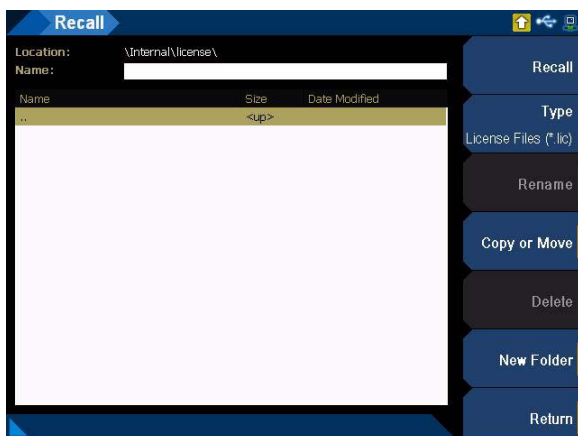 Recall
Location: \Internal\license\
Name:
Name Size Date Modified
.. <up>
Recall
Type
License Files (*.lic)
Rename
Copy or Move
Delete
New Folder
Return